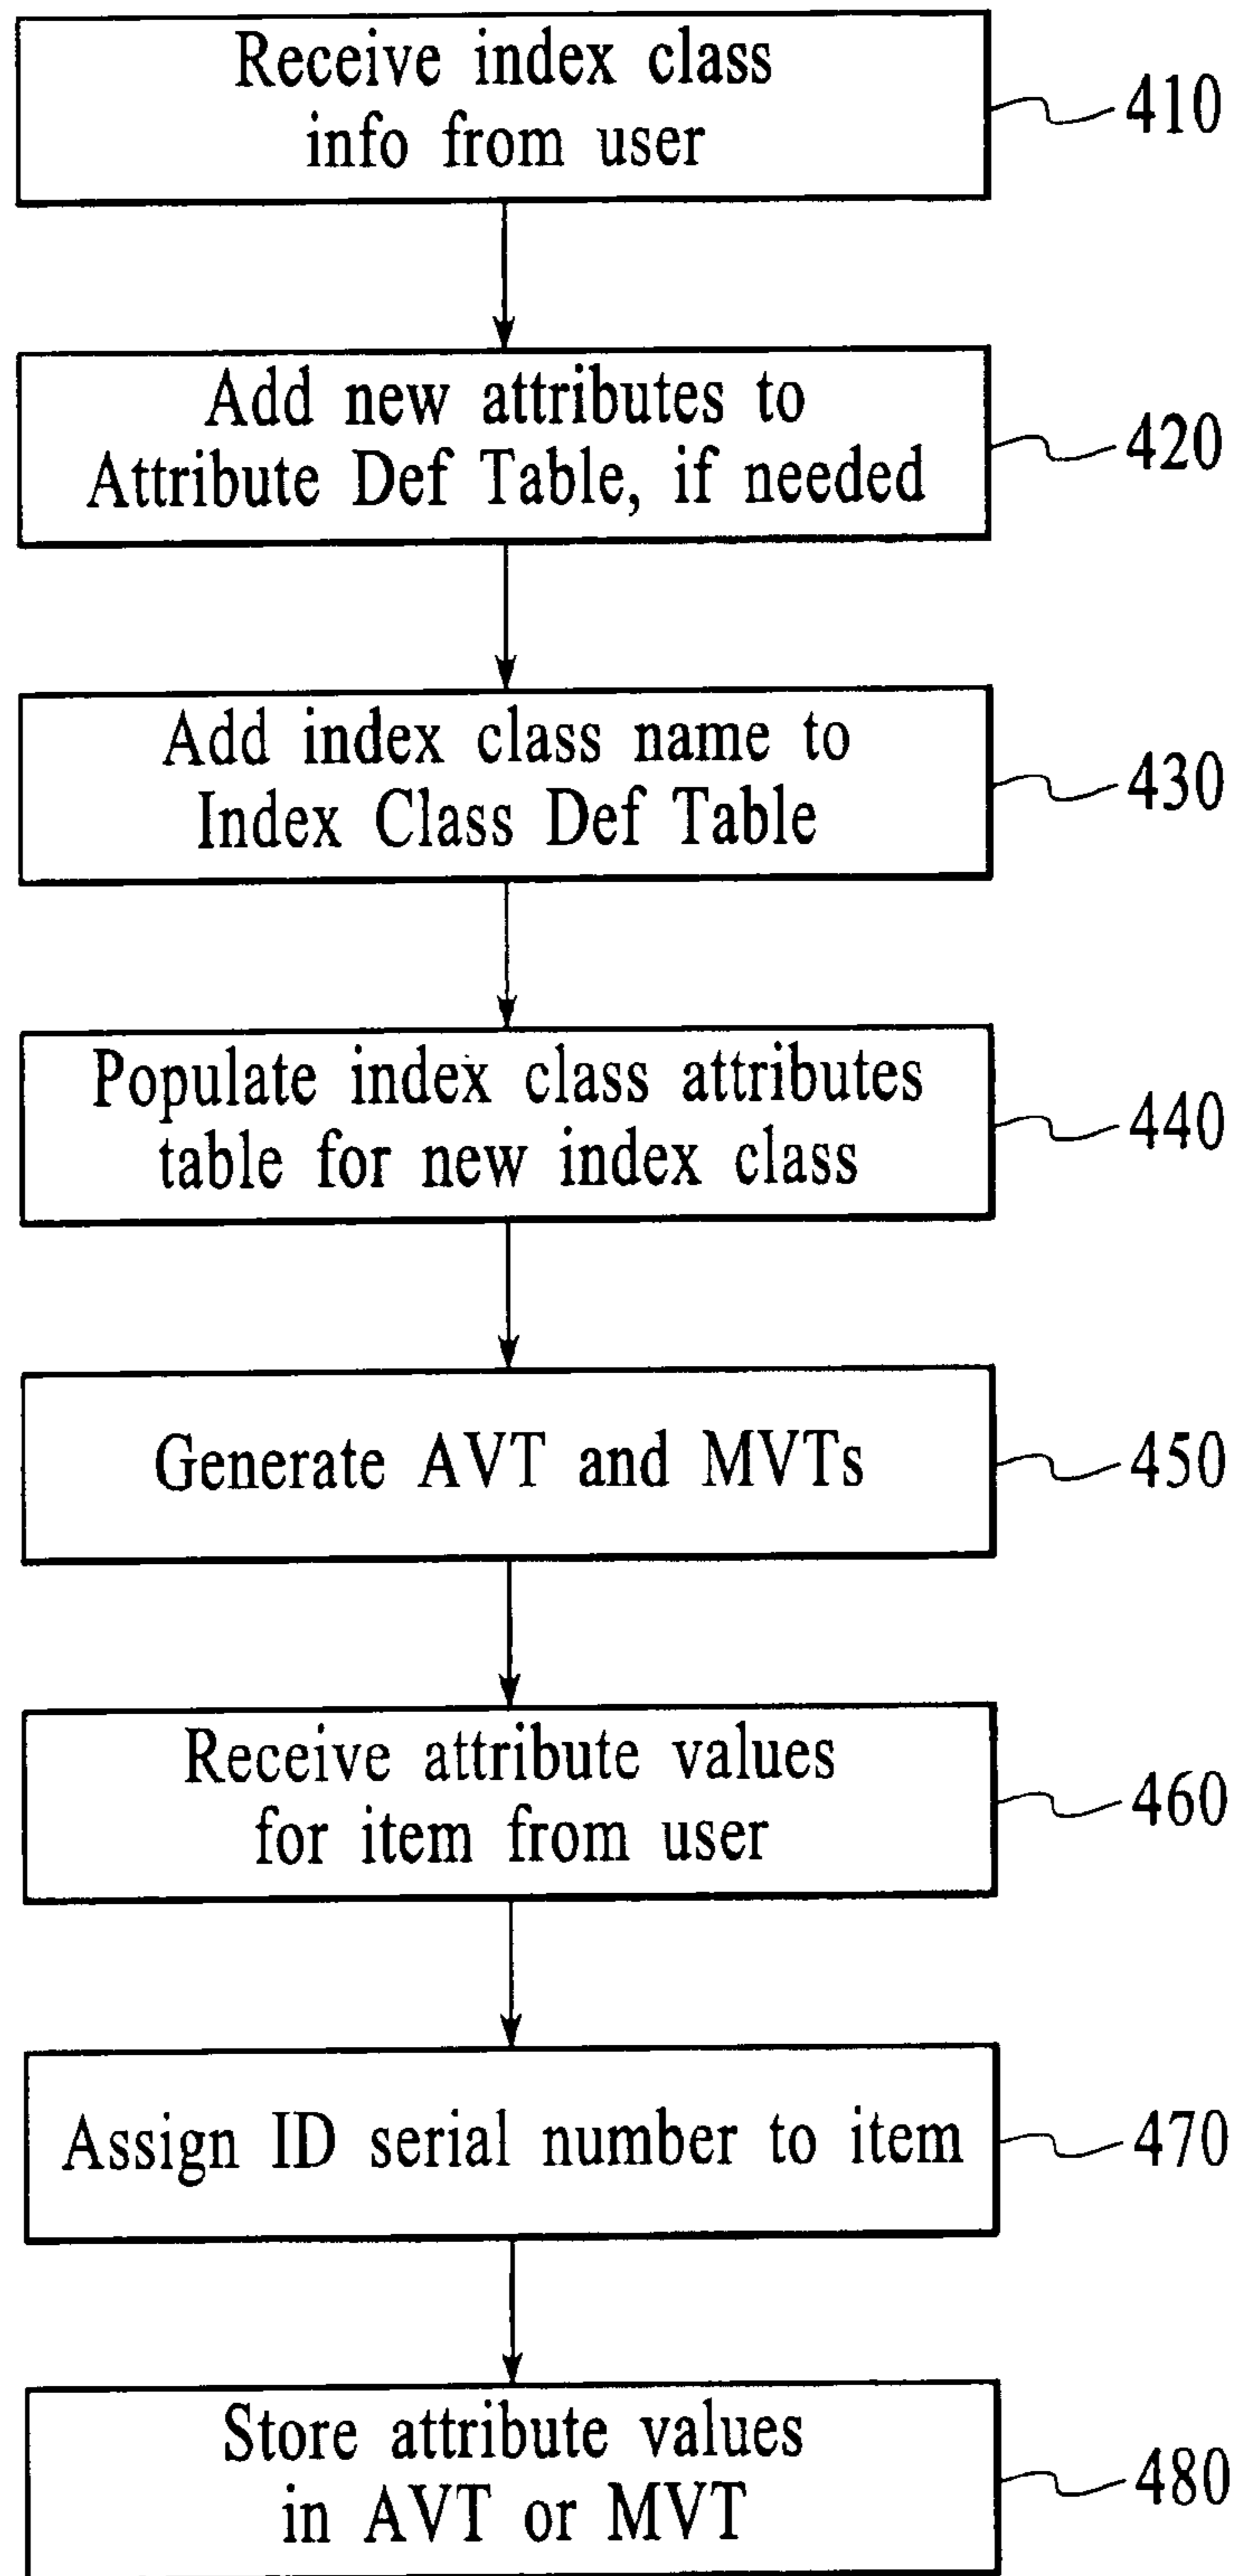 Receive index class
info from user
410
Add new attributes to
Attribute Def Table, if needed
420
Add index class name to
Index Class Def Table
430
Populate index class attributes
table for new index class
440
Generate AVT and MVTs
450
Receive attribute values
for item from user
460
Assign ID serial number to item
470
Store attribute values
in AVT or MVT
480